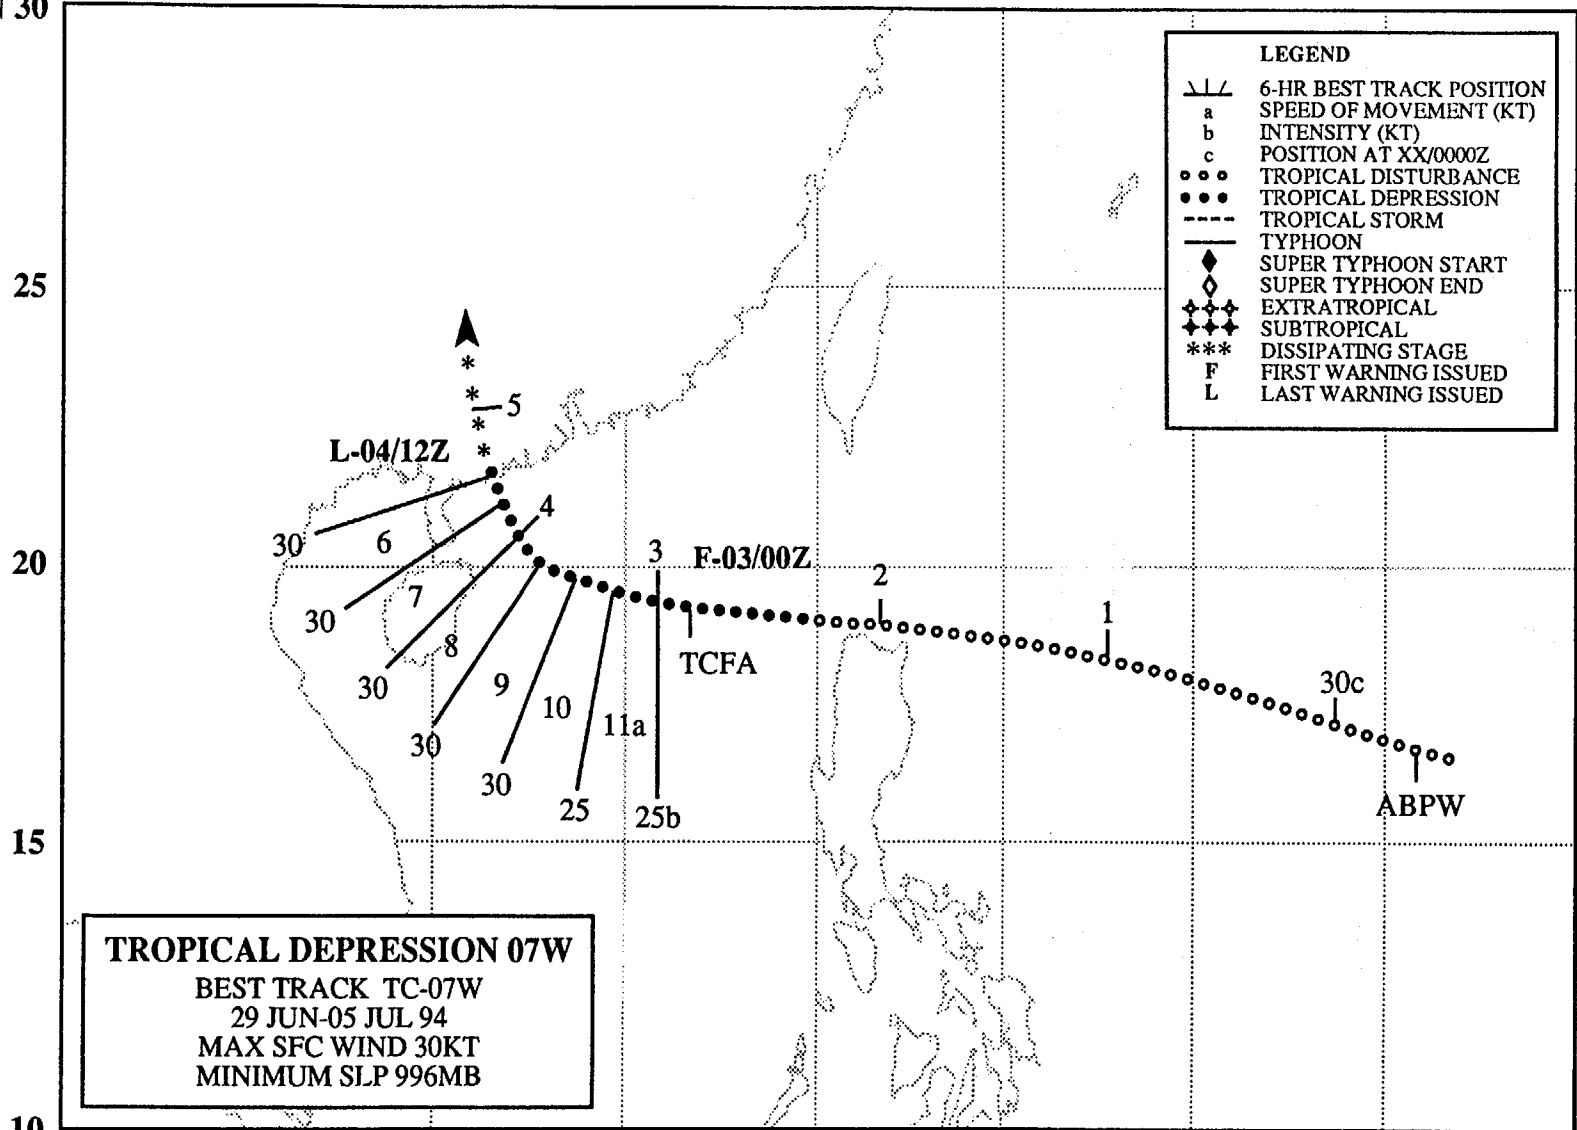 30
LEGEND
6-HR BEST TRACK POSITION
a SPEED OF MOVEMENT (KT)
b INTENSITY (KT)
c POSITION AT XX/0000Z
TROPICAL DISTURBANCE
TROPICAL DEPRESSION
TROPICAL STORM
TYPHOON
SUPER TYPHOON START
SUPER TYPHOON END
EXTRATROPICAL
SUBTROPICAL
*** DISSIPATING STAGE
F FIRST WARNING ISSUED
L LAST WARNING ISSUED
25
5
L-04/12Z
4
30
6
3
F-03/00Z
20
2
7
1
30
8
TCFA
30
9
30c
10
11a
30
30
25
25b
ABPW
15
TROPICAL DEPRESSION 07W
BEST TRACK TC-07W
29 JUN-05 JUL 94
MAX SFC WIND 30KT
MINIMUM SLP 996MB
10